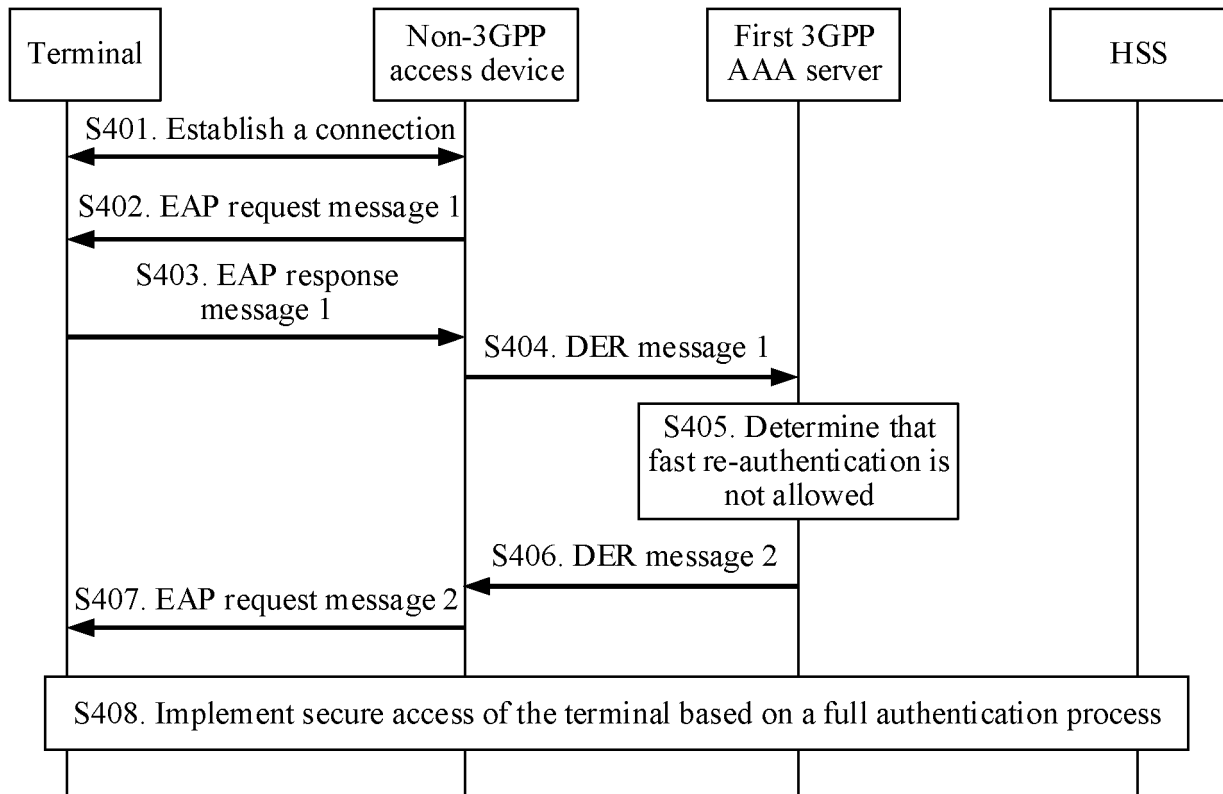 Terminal
Non-3GPP
access device
First 3GPP
AAA server
HSS
S401. Establish a connection
S402. EAP request message 1
S403. EAP response
message 1
S404. DER message 1
S405. Determine that
fast re-authentication is
not allowed
S406. DER message 2
S407. EAP request message 2
S408. Implement secure access of the terminal based on a full authentication process